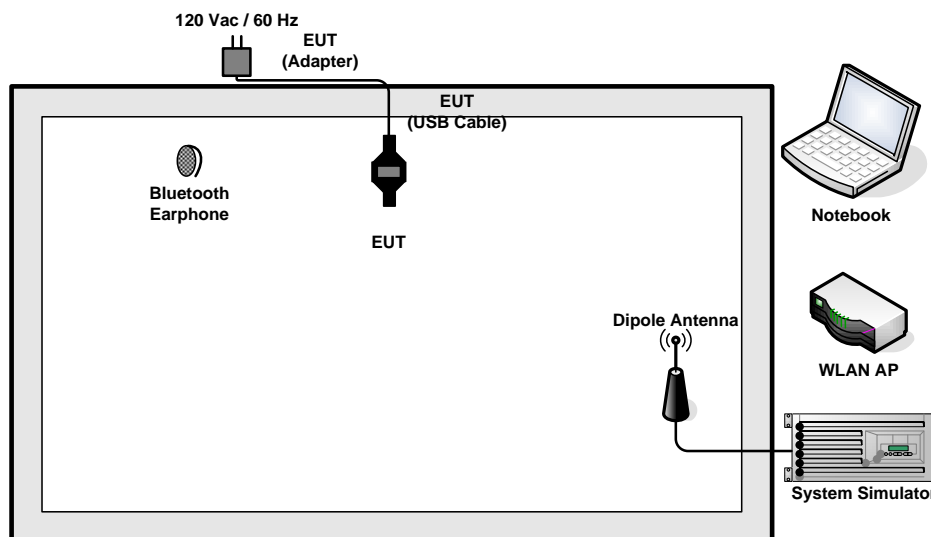 120 Vac / 60 Hz
EUT
(Adapter)
EUT
(USB Cable)
Bluetooth
Earphone
EUT
Notebook
Dipole Antenna
WLAN AP
System Simulator